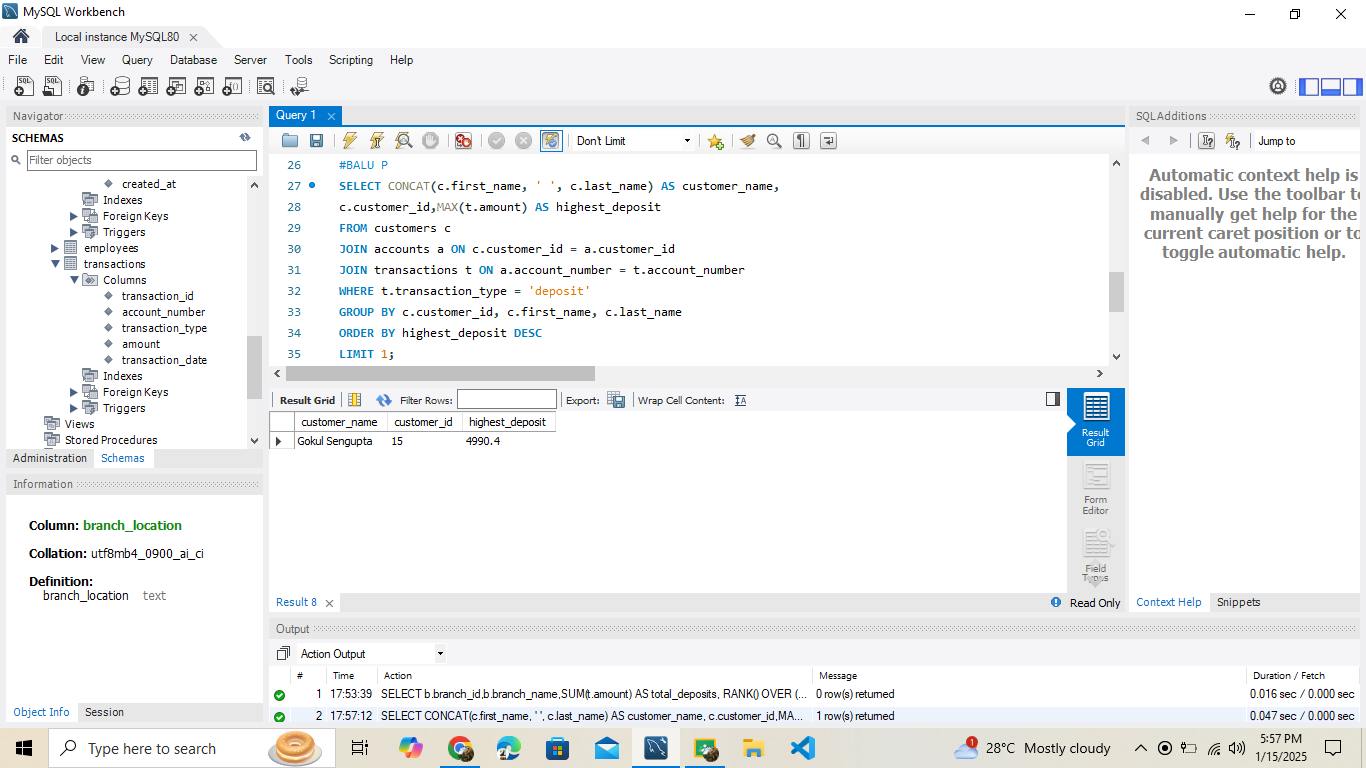 MySQL Workbench
Local instance MySQL80
File Edit View Query Database Server Tools Scripting Help
Navigator
SCHEMAS
Filter objects
created_at
Indexes
Foreign Keys
Triggers
employees
transactions
Columns
transaction_id
account_number
transaction_type
amount
transaction_date
Indexes
Foreign Keys
Triggers
Views
Stored Procedures
Administration Schemas
Information
Column: branch_location
Collation: utf8mb4_0900_ai_ci
Definition:
branch_location text
Object Info Session
Query 1
Don't Limit
26 #BALU P
27 SELECT CONCAT(c.first_name, ' ', c.last_name) AS customer_name,
28 c.customer_id,MAX(t.amount) AS highest_deposit
29 FROM customers c
30 JOIN accounts a ON c.customer_id = a.customer_id
31 JOIN transactions t ON a.account_number = t.account_number
32 WHERE t.transaction_type = 'deposit'
33 GROUP BY c.customer_id, c.first_name, c.last_name
34 ORDER BY highest_deposit DESC
35 LIMIT 1;
Result Grid Filter Rows: Export: Wrap Cell Content:
customer_name customer_id highest_deposit
Gokul Sengupta 15 4990.4
Result Grid
Form Editor
Field Types
Result 8 Read Only
Output
Action Output
# Time Action Message Duration / Fetch
1 17:53:39 SELECT b.branch_id,b.branch_name,SUM(t.amount) AS total_deposits, RANK() OVER (... 0 row(s) returned 0.016 sec / 0.000 sec
2 17:57:12 SELECT CONCAT(c.first_name, ' ', c.last_name) AS customer_name, c.customer_id,MA... 1 row(s) returned 0.047 sec / 0.000 sec
SQLAdditions
Jump to
Automatic context help is
disabled. Use the toolbar to
manually get help for the
current caret position or to
toggle automatic help.
Context Help Snippets
Type here to search
1
28°C Mostly cloudy
5:57 PM
1/15/2025